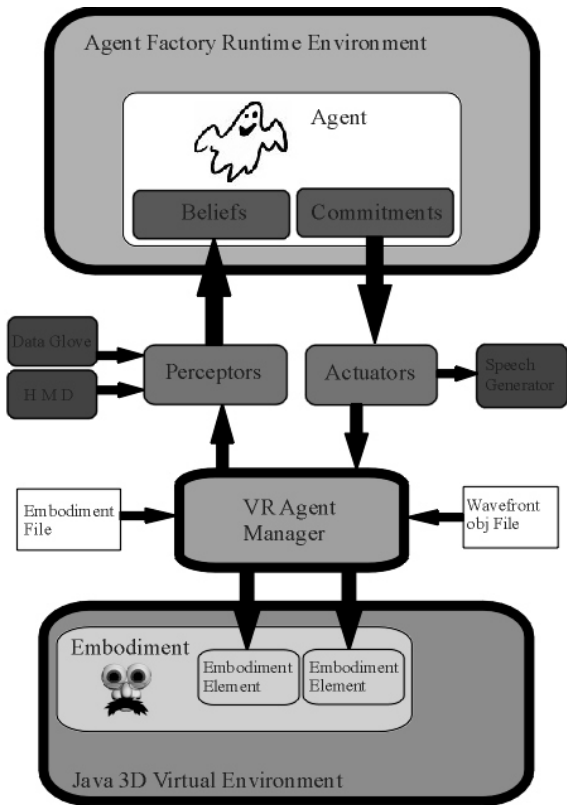 Agent Factory Runtime Environment
Agent
Beliefs
Commitments
Data Glove
H M D
Perceptors
Actuators
Speech
Generator
Embodiment
File
VR Agent
Manager
Wavefront
obj File
Embodiment
Embodiment
Element
Embodiment
Element
Java 3D Virtual Environment